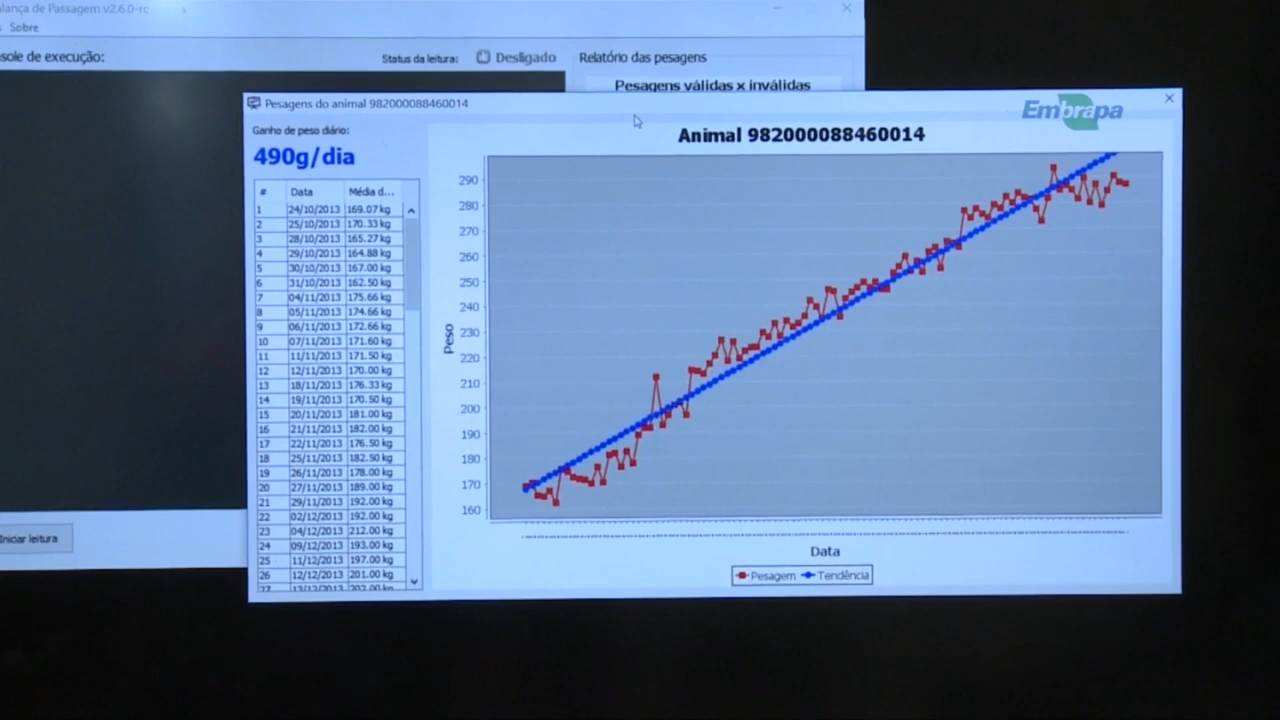 lança de Passagem v2.6.0-rc
Sobre
sole de execução:
Status da leitura:
Desligado
Relatório das pesagens
Pesagens válidas x inválidas
Pesagens do animal 982000088460014
Embrapa
Ganho de peso diário:
490g/dia
# Data Média d...
1 24/10/2013 169.07 kg
2 25/10/2013 170.33 kg
3 28/10/2013 165.27 kg
4 29/10/2013 164.88 kg
5 30/10/2013 167.00 kg
6 31/10/2013 162.50 kg
7 04/11/2013 175.66 kg
8 05/11/2013 174.66 kg
9 06/11/2013 172.66 kg
10 07/11/2013 171.60 kg
11 11/11/2013 171.50 kg
12 12/11/2013 170.00 kg
13 18/11/2013 176.33 kg
14 19/11/2013 170.50 kg
15 20/11/2013 181.00 kg
16 21/11/2013 182.00 kg
17 22/11/2013 176.50 kg
18 25/11/2013 182.50 kg
19 26/11/2013 178.00 kg
20 27/11/2013 189.00 kg
21 29/11/2013 192.00 kg
22 02/12/2013 192.00 kg
23 04/12/2013 212.00 kg
24 09/12/2013 193.00 kg
25 11/12/2013 197.00 kg
26 12/12/2013 201.00 kg
27 13/12/2013 202.00 kg
Animal 982000088460014
290
280
270
260
250
240
230
220
210
200
190
180
170
160
Peso
Data
Pesagem Tendência
Iniciar leitura